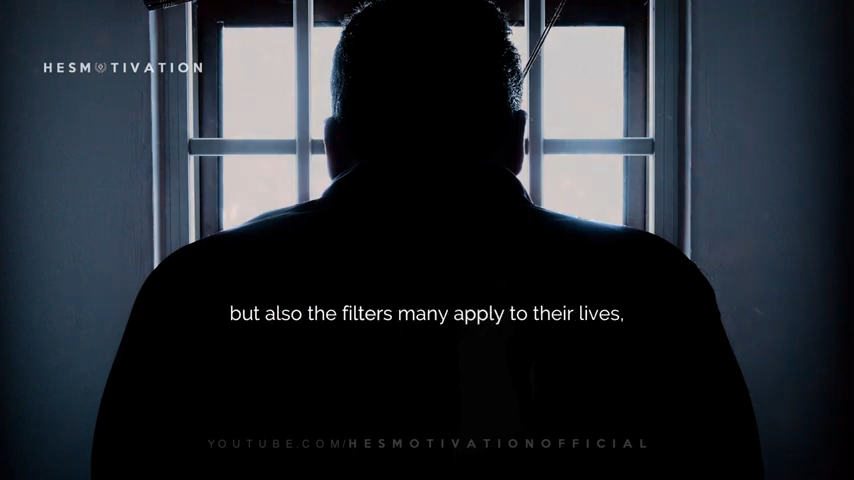 HESMOTIVATION
but also the filters many apply to their lives,
YOUTUBE.COM/HESMOTIVATIONOFFICIAL